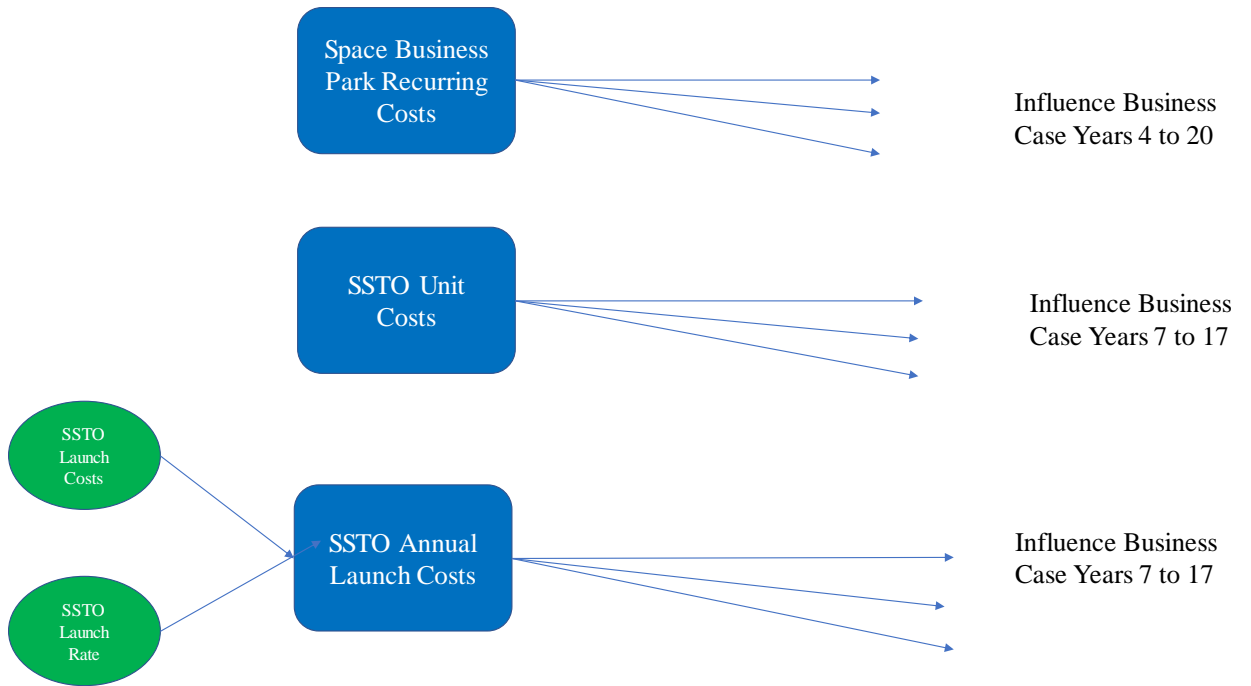 Space Business
Park Recurring
Costs
Influence Business
Case Years 4 to 20
SSTO Unit
Costs
Influence Business
Case Years 7 to 17
SSTO
Launch
Costs
SSTO Annual
Launch Costs
Influence Business
Case Years 7 to 17
SSTO
Launch
Rate